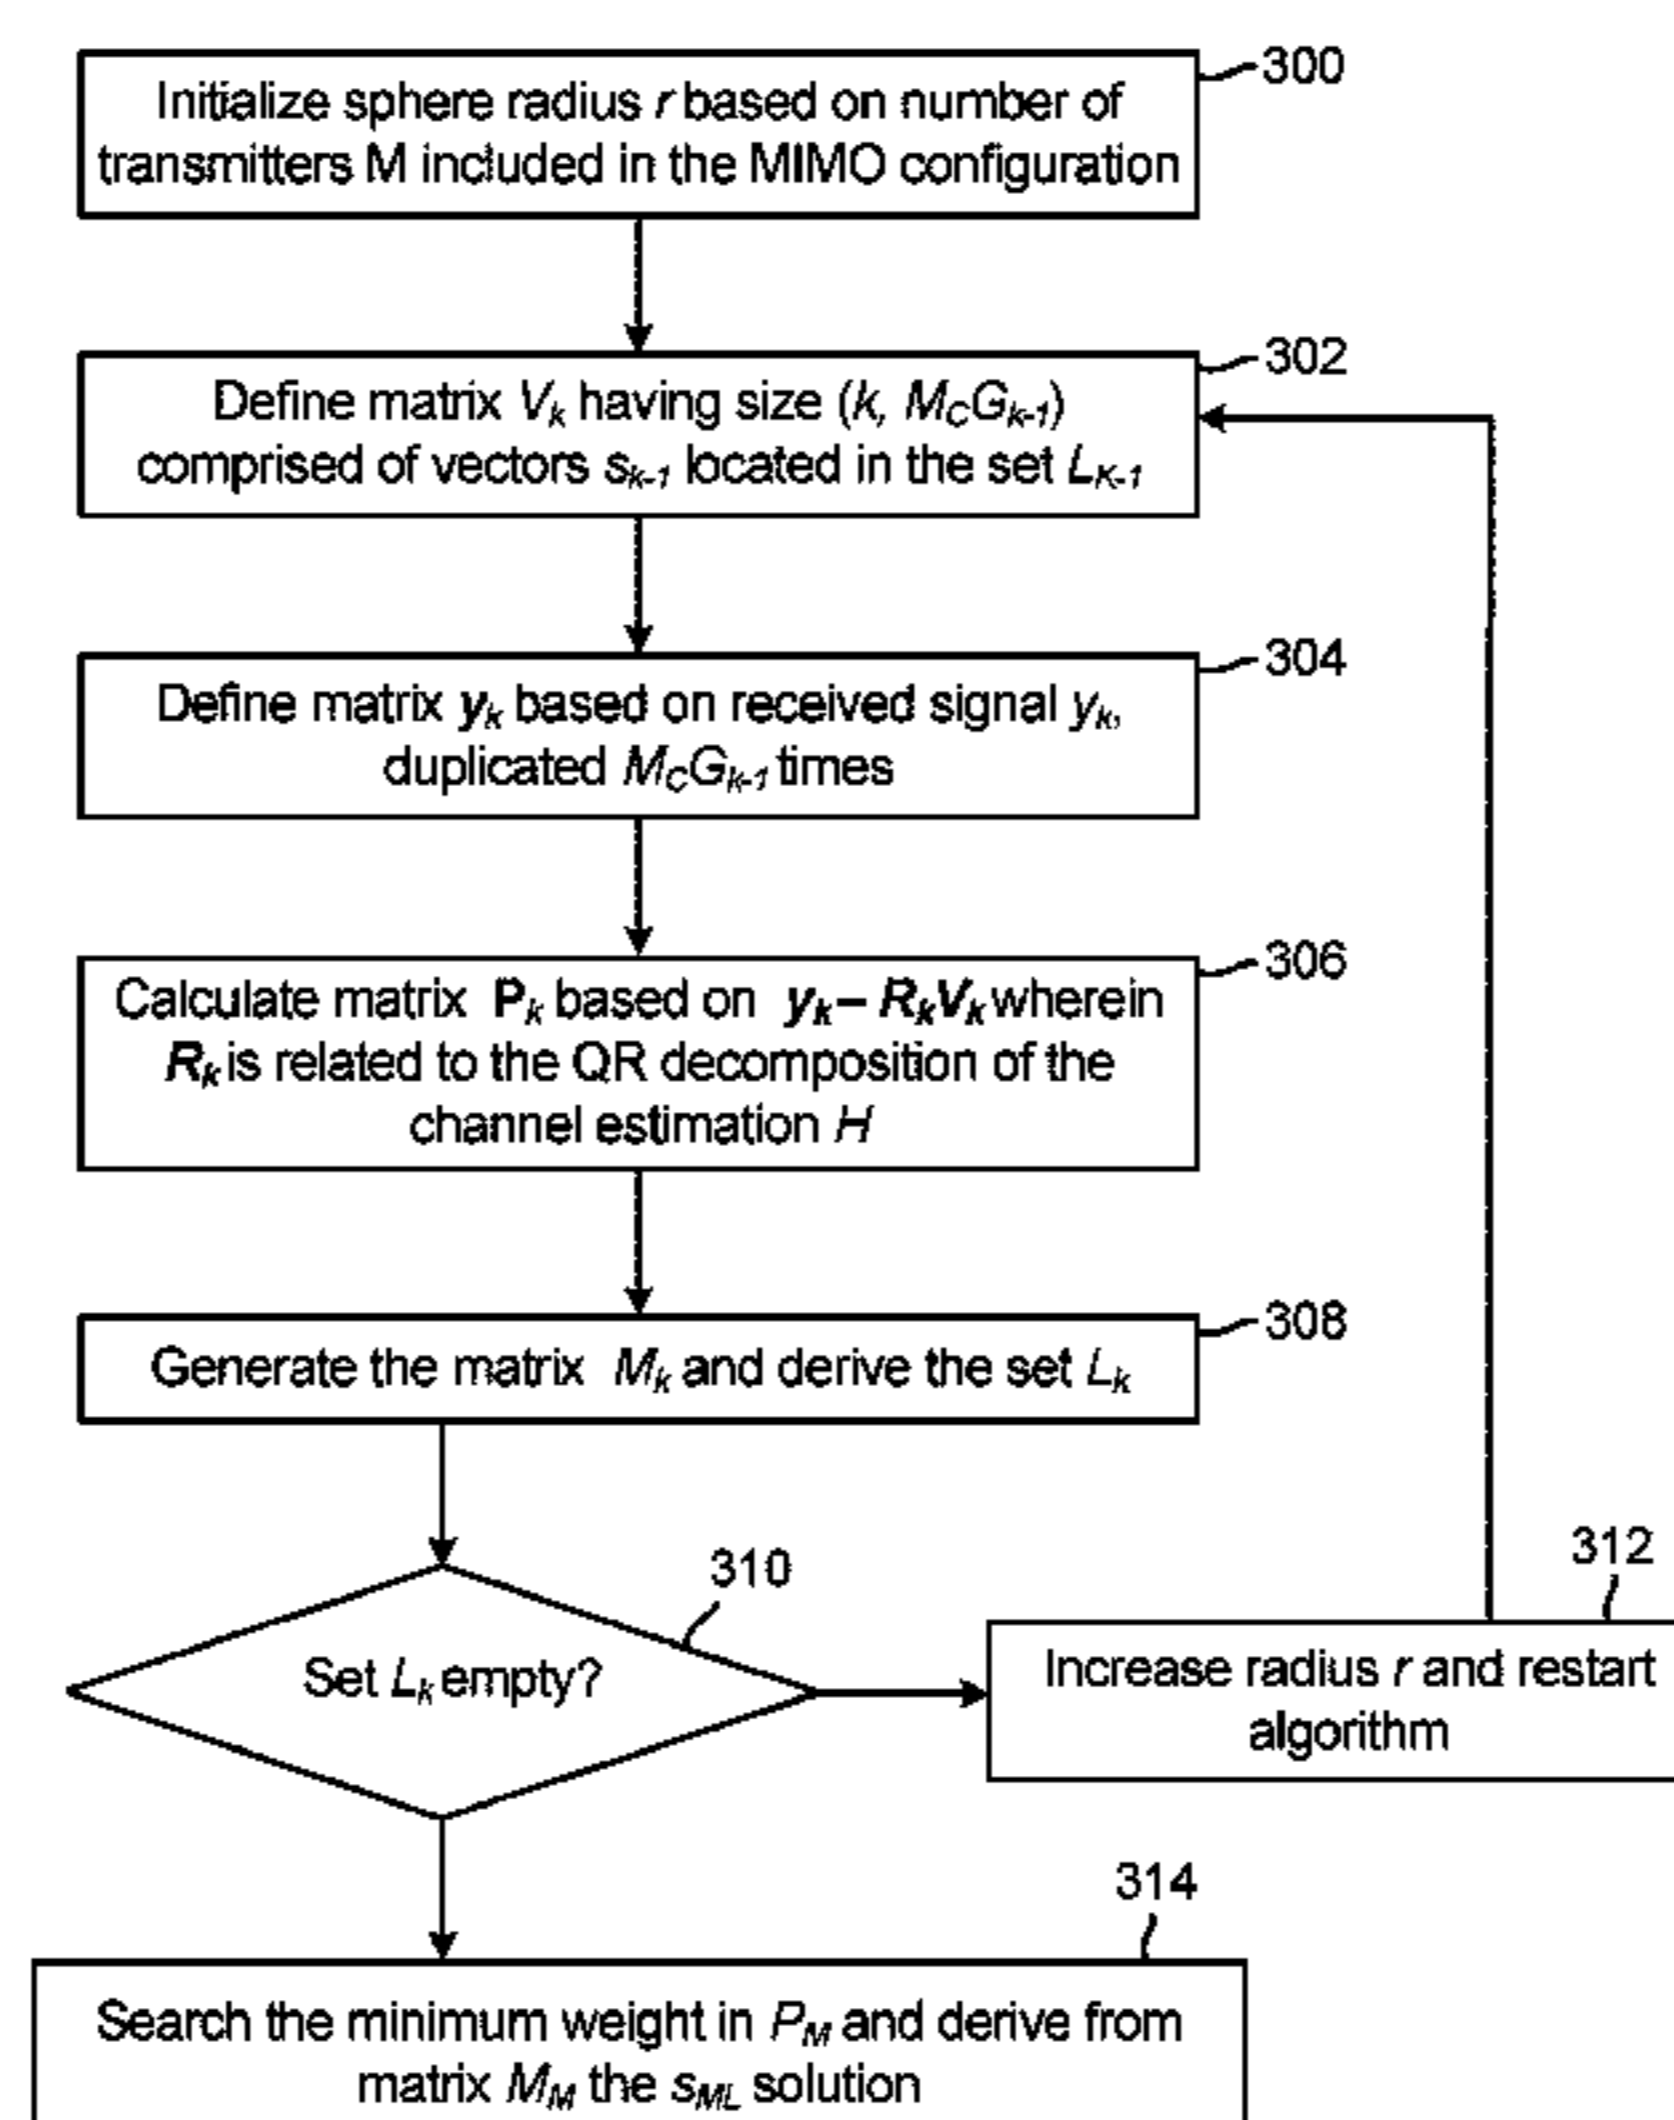 300
Initialize sphere radius r based on number of
transmitters M included in the MIMO configuration
302
Define matrix Vk having size (k, MCGk-1)
comprised of vectors sk-1 located in the set LK-1
304
Define matrix yk based on received signal yk,
duplicated MCGk-1 times
306
Calculate matrix Pk based on yk – RkVk wherein
Rk is related to the QR decomposition of the
channel estimation H
308
Generate the matrix Mk and derive the set Lk
310
Set Lk empty?
312
Increase radius r and restart
algorithm
314
Search the minimum weight in PM and derive from
matrix MM the sML solution